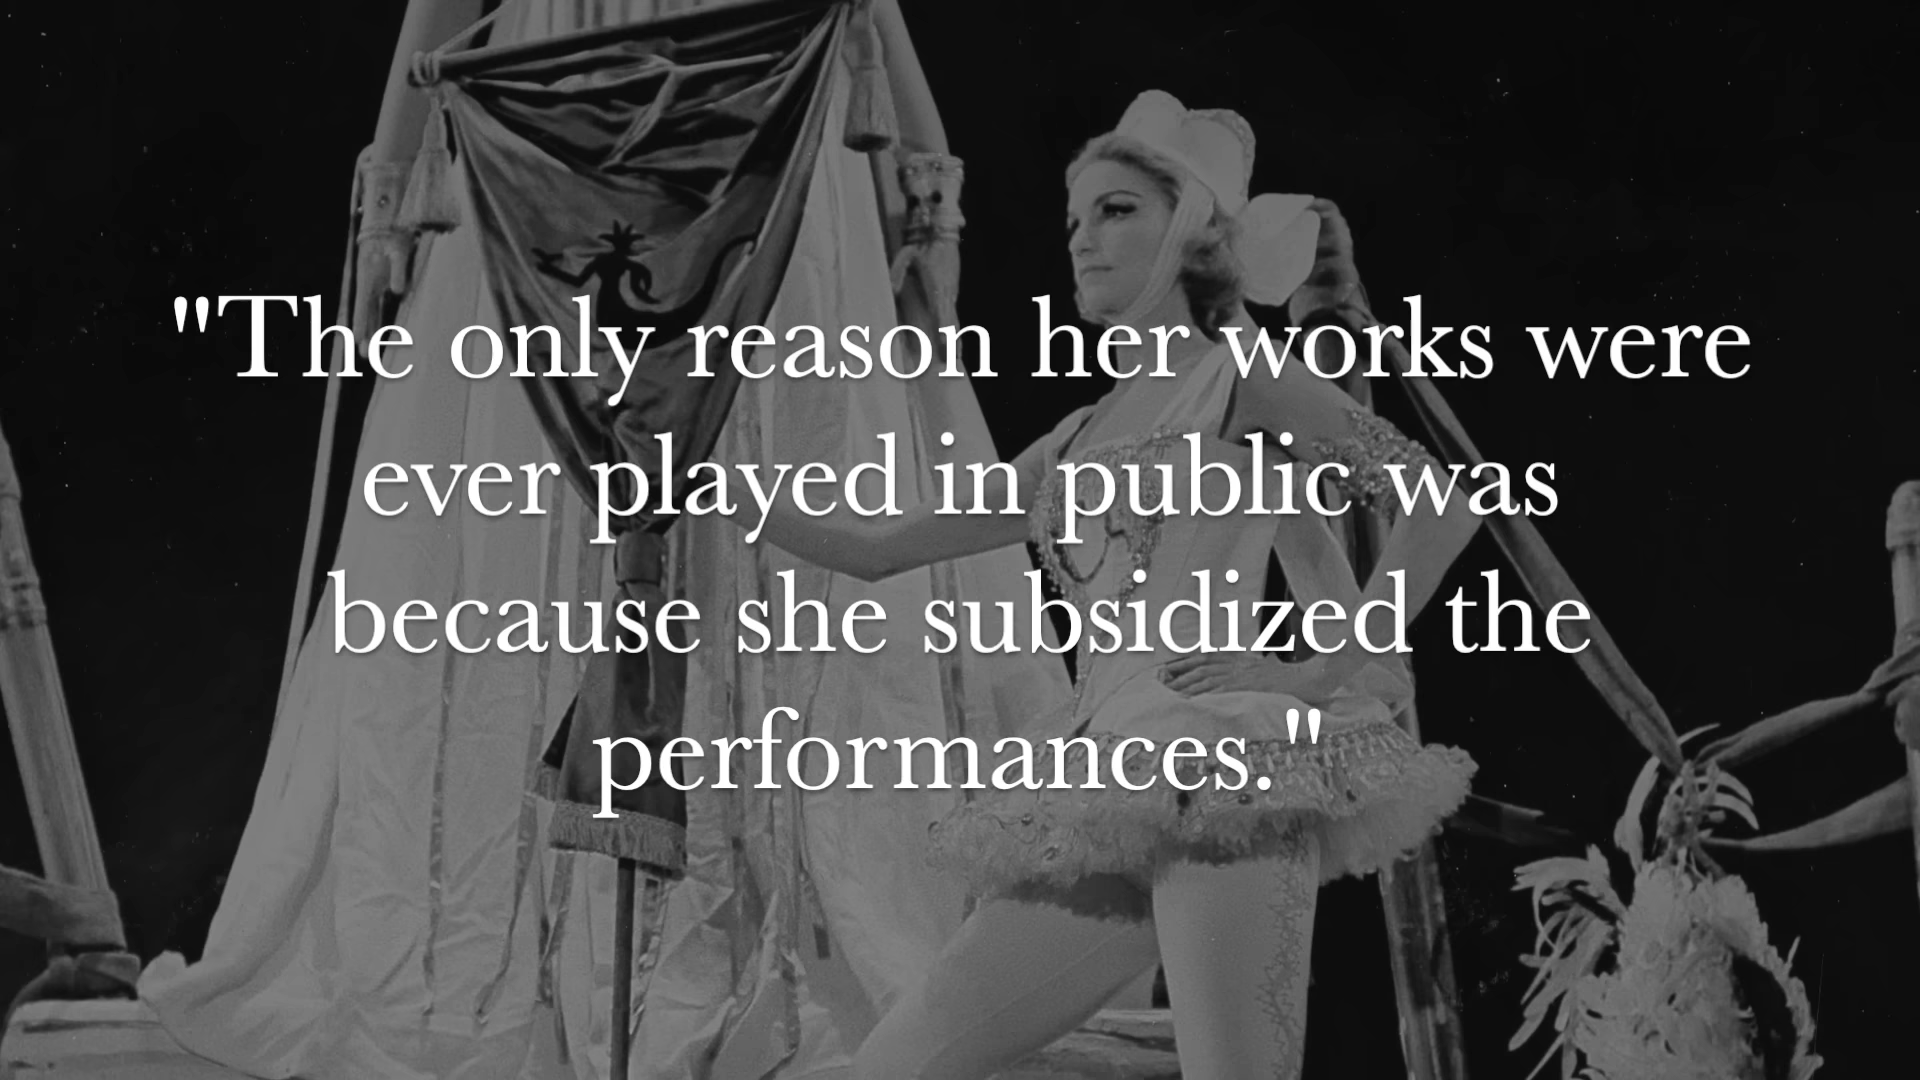 "The only reason her works were
ever played in public was
because she subsidized the
performances."